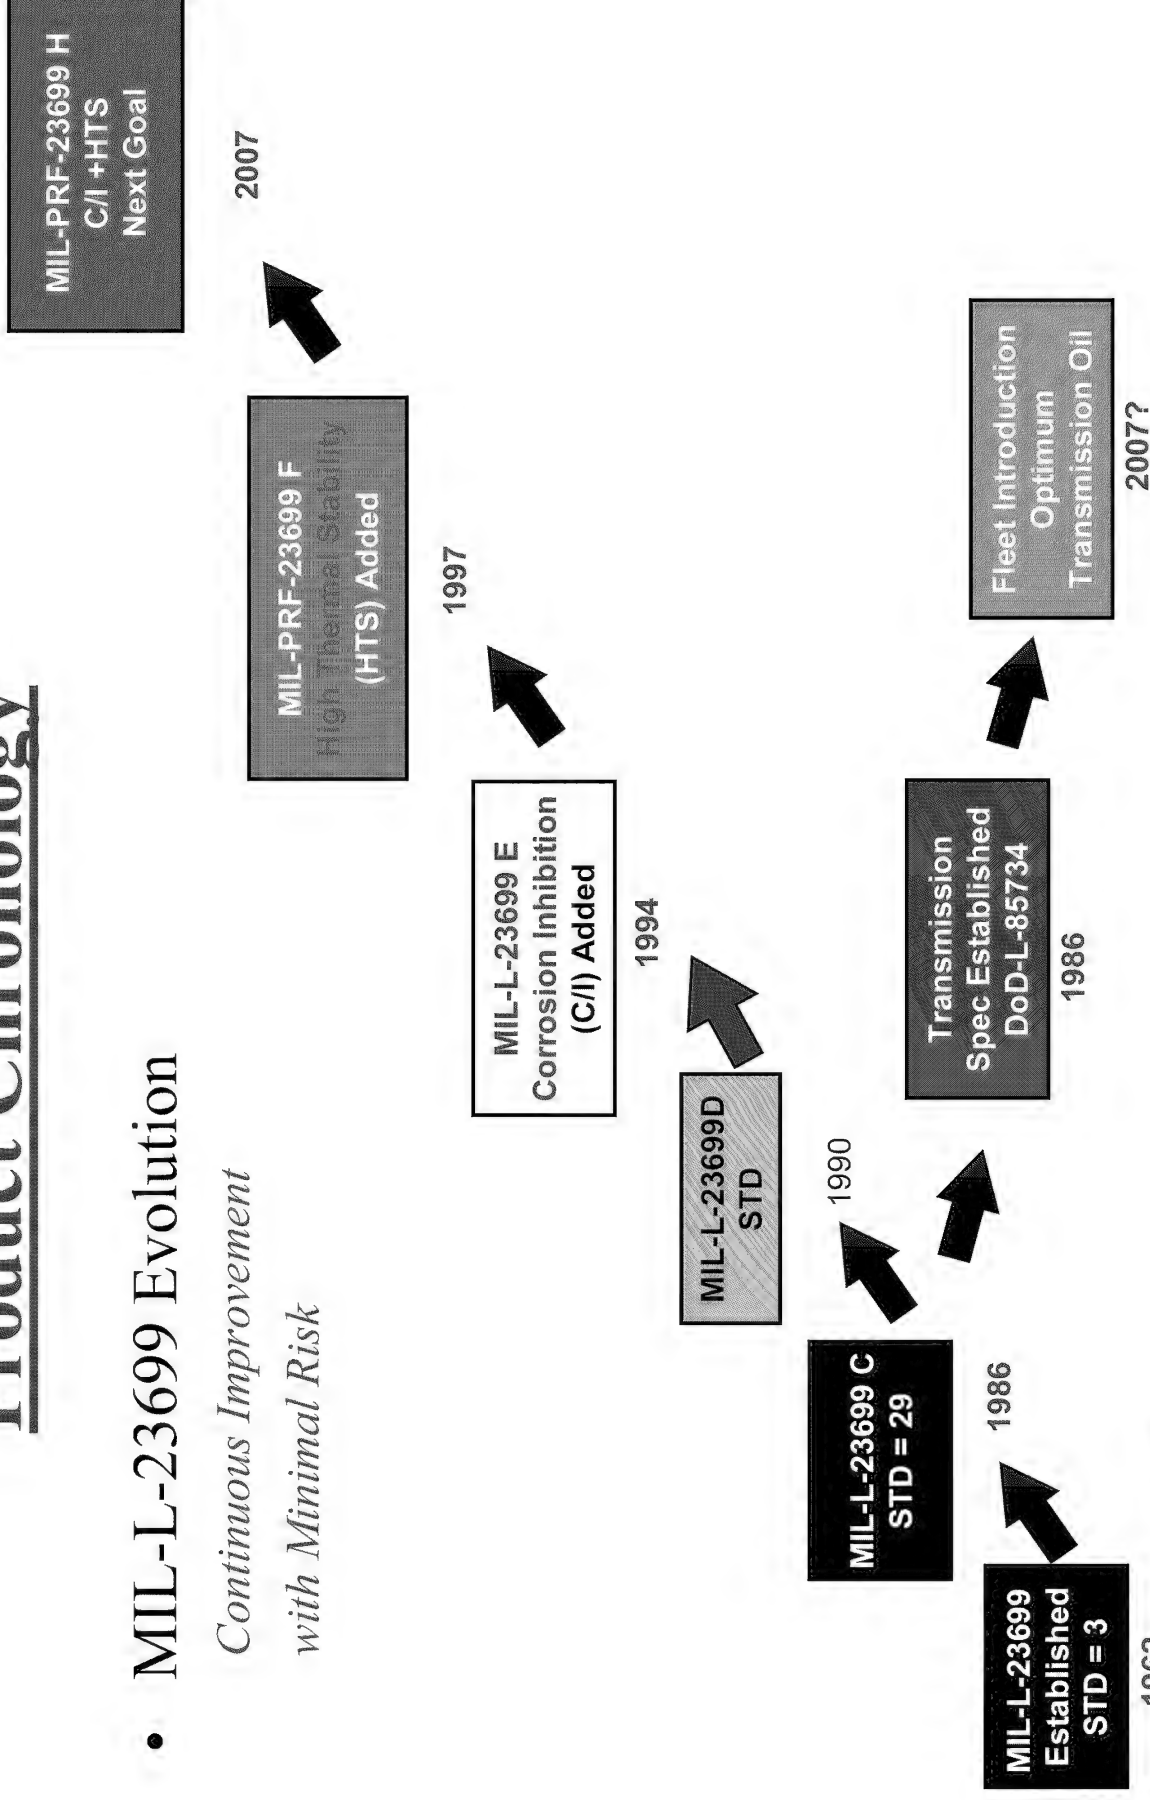 Product Chronology
• MIL-L-23699 Evolution
Continuous Improvement
with Minimal Risk
MIL-PRF-23699 H
C/I +HTS
Next Goal
2007
MIL-PRF-23699 F
High Thermal Stability
(HTS) Added
1997
MIL-L-23699 E
Corrosion Inhibition
(C/I) Added
1994
MIL-L-23699D
STD
1990
MIL-L-23699 C
STD = 29
1986
Transmission
Spec Established
DoD-L-85734
1986
Fleet Introduction
Optimum
Transmission Oil
2007?
MIL-L-23699
Established
STD = 3